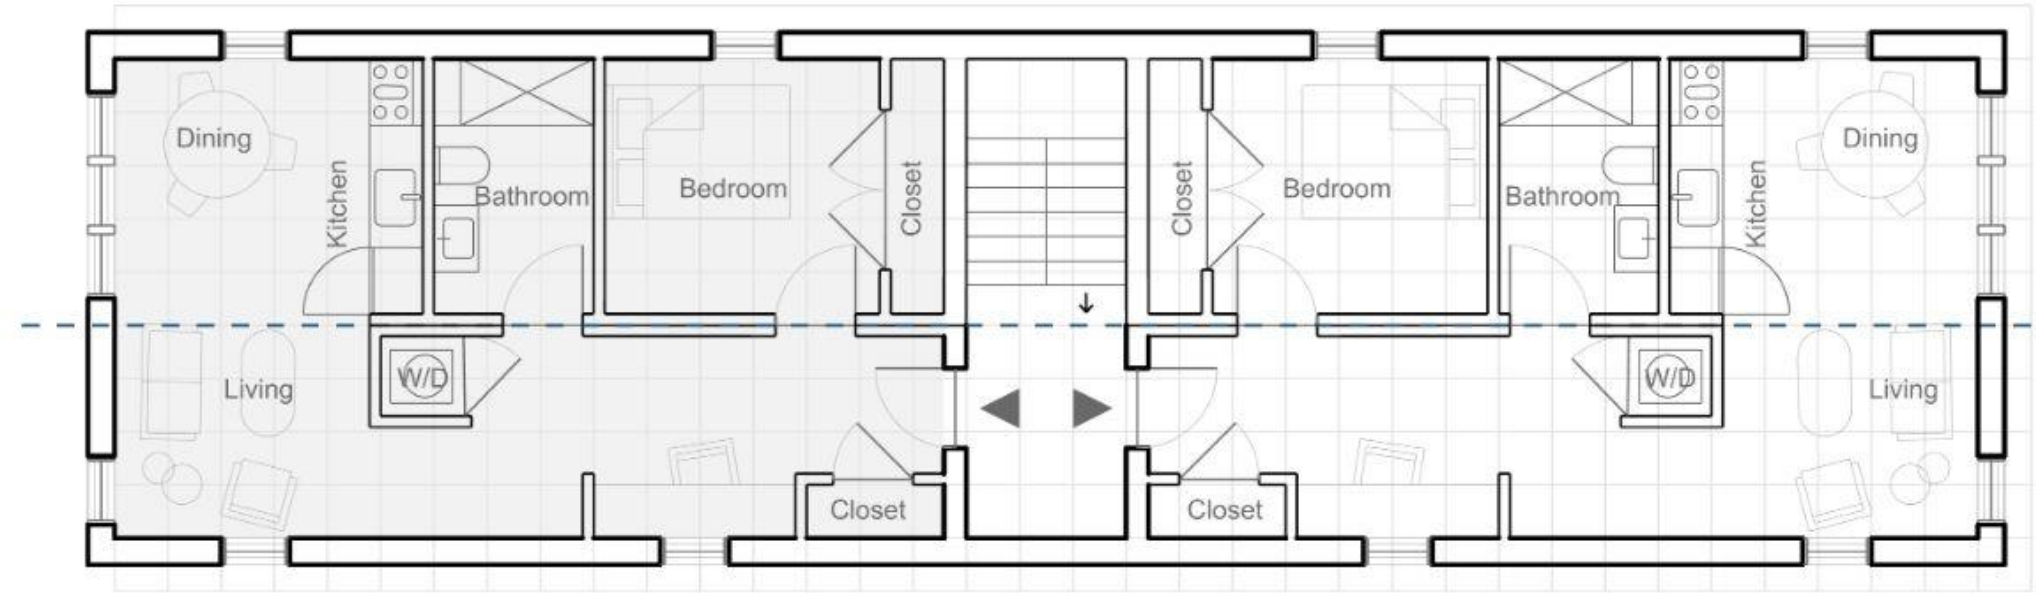 Dining
Kitchen
Bathroom
Bedroom
Closet
Closet
Bedroom
Bathroom
Kitchen
Dining
Living
W/D
W/D
Living
Closet
Closet